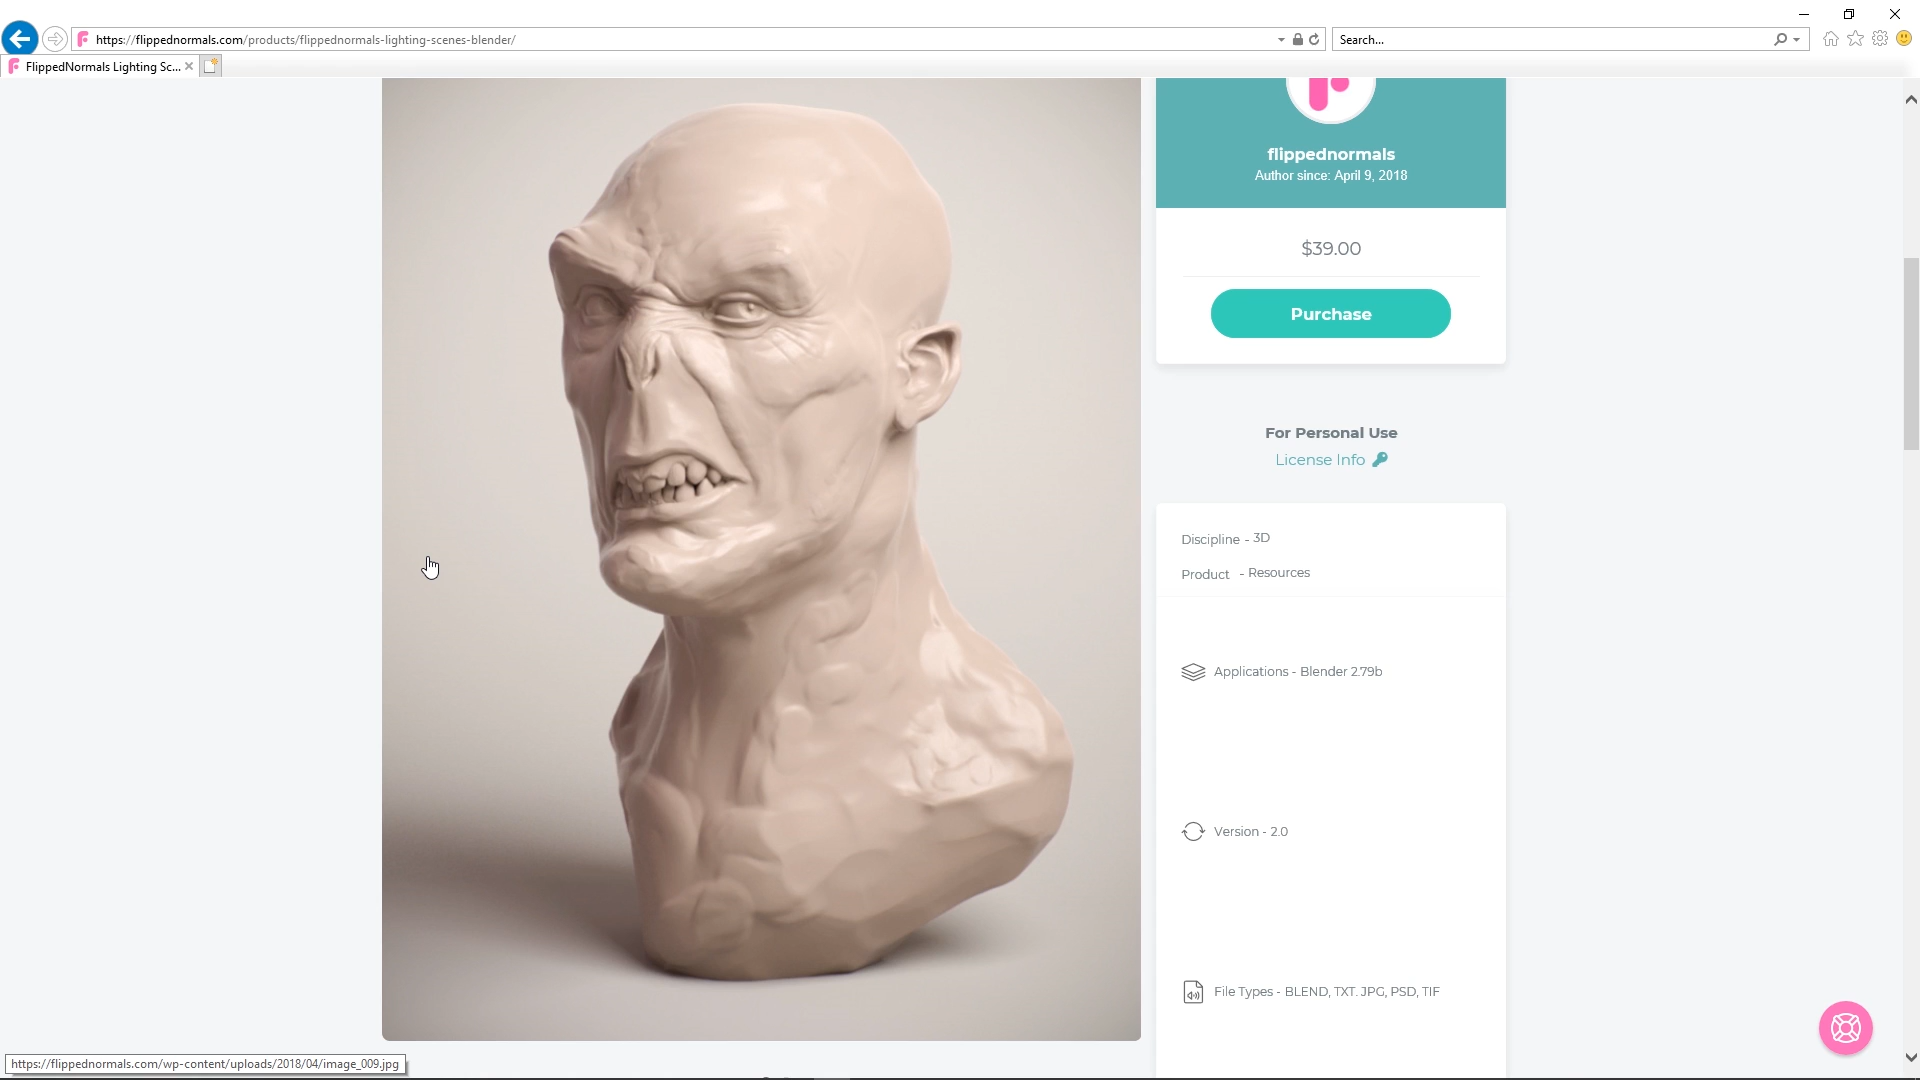 https://flippednormals.com/products/flippednormals-lighting-scenes-blender/
Search...
FlippedNormals Lighting Sc...
flippednormals
Author since: April 9, 2018
$39.00
Purchase
For Personal Use
License Info
Discipline - 3D
Product - Resources
Applications - Blender 2.79b
Version - 2.0
File Types - BLEND, TXT. JPG, PSD, TIF
https://flippednormals.com/wp-content/uploads/2018/04/image_009.jpg